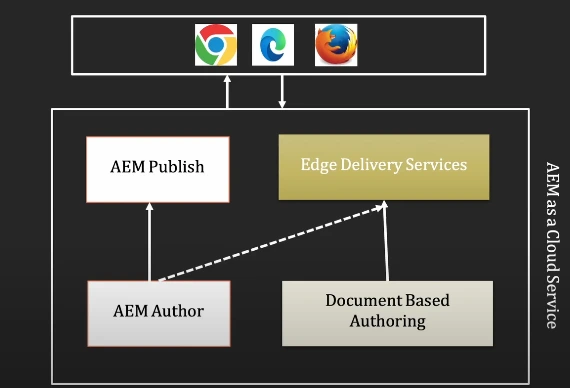 AEM Publish
Edge Delivery Services
AEM Author
Document Based
Authoring
AEM as a Cloud Service